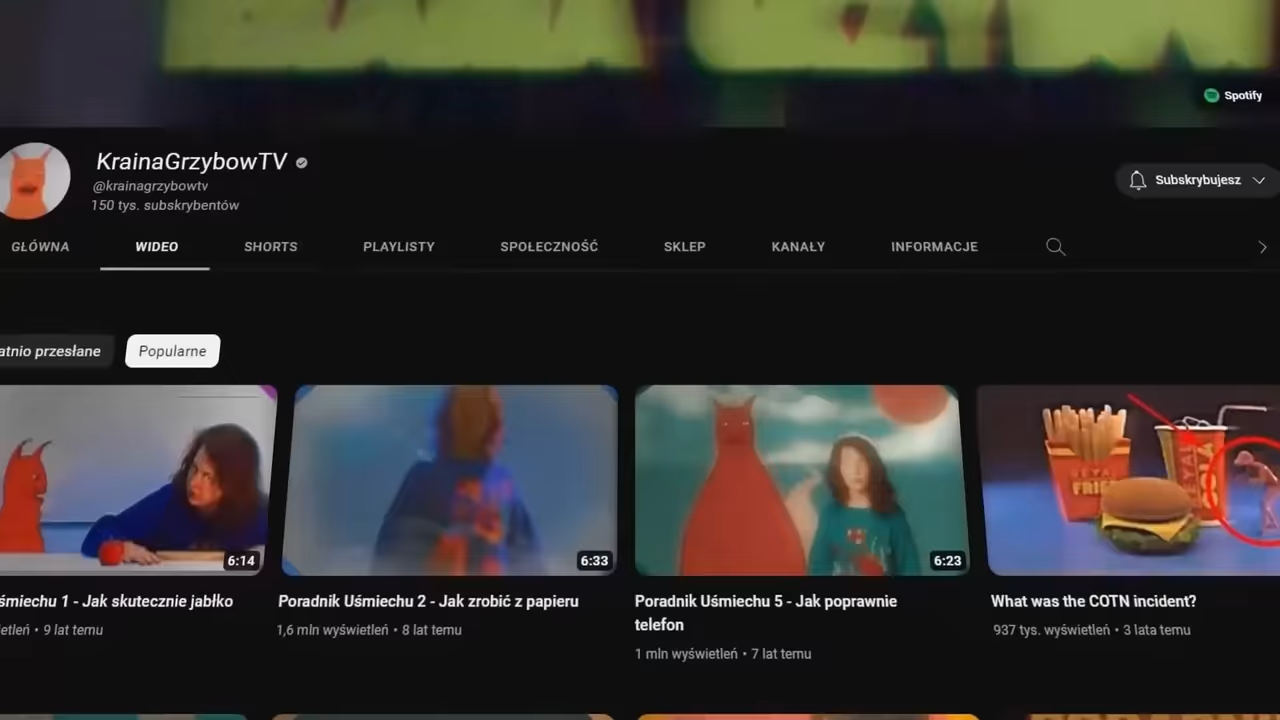 Spotify
KrainaGrzybowTV
@krainagrzybowtv
150 tys. subskrybentów
Subskrybujesz
GŁÓWNA WIDEO SHORTS PLAYLISTY SPOŁECZNOŚĆ SKLEP KANAŁY INFORMACJE
atnio przesłane Popularne
6:14 6:33 6:23
śmiechu 1 - Jak skutecznie jabłko
etleń • 9 lat temu
Poradnik Uśmiechu 2 - Jak zrobić z papieru
1,6 mln wyświetleń • 8 lat temu
Poradnik Uśmiechu 5 - Jak poprawnie
telefon
1 mln wyświetleń • 7 lat temu
What was the COTN incident?
937 tys. wyświetleń • 3 lata temu